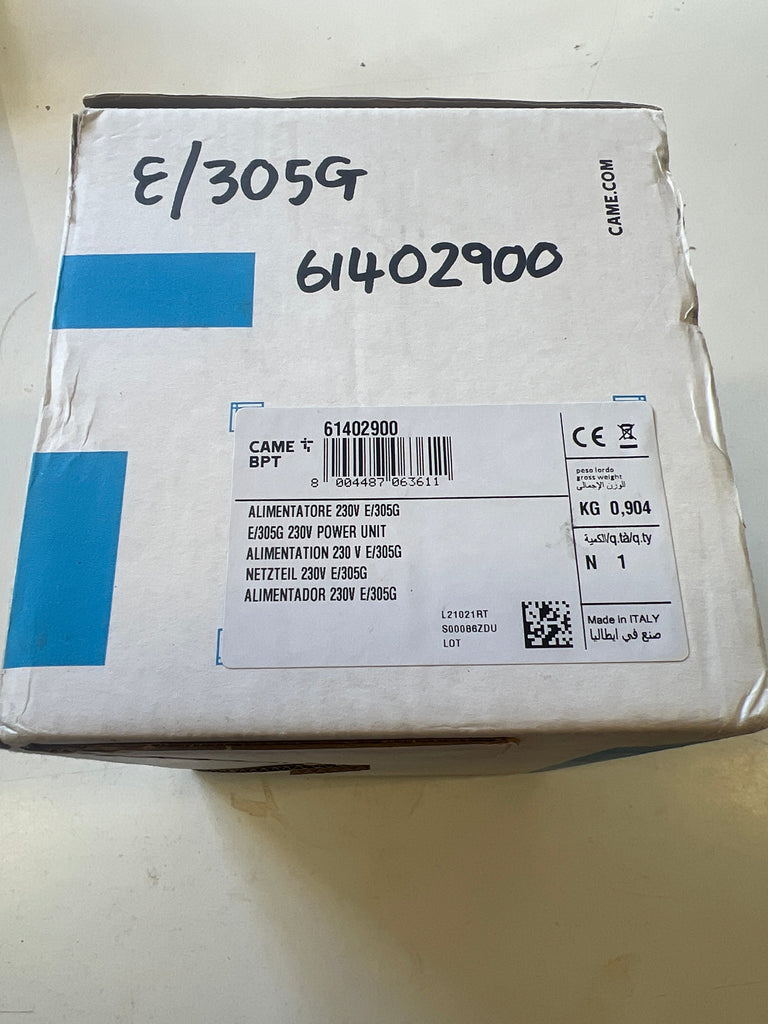 E/305G
CAME.COM
61402900
61402900
CAME
BPT
8 004487 063611
ALIMENTATORE 230V E/305G
E/305G 230V POWER UNIT
ALIMENTATION 230 V E/305G
NETZTEIL 230V E/305G
ALIMENTADOR 230V E/305G
L21021RT
S00086ZDU
LOT
CE
peso lordo
gross weight
الوزن الإجمالي
KG 0,904
الكمية/q.tà/q.ty
N 1
Made in ITALY
صنع في ايطاليا